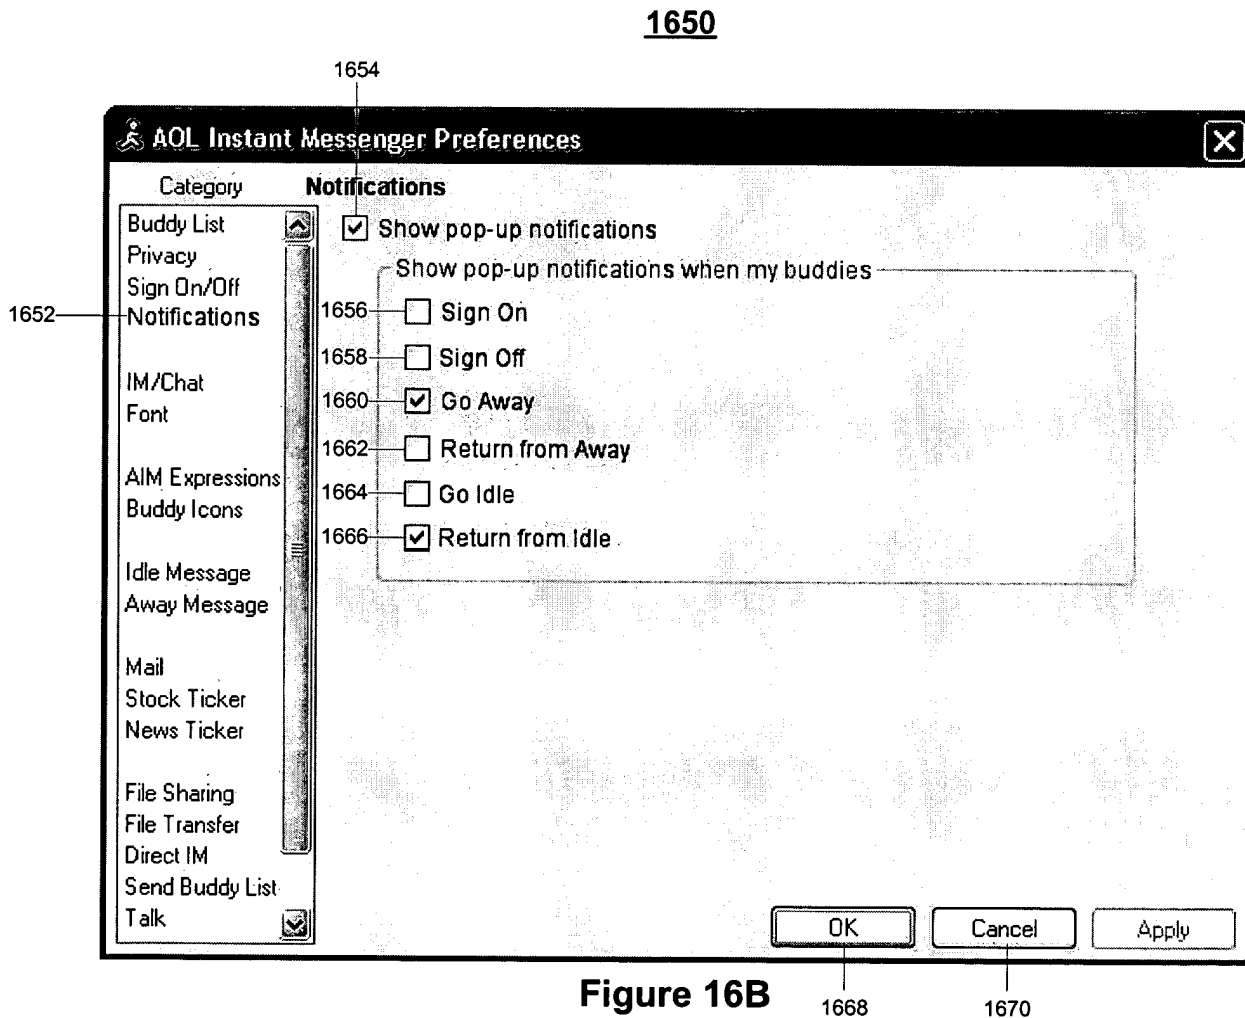 1650
1654
AOL Instant Messenger Preferences
Category
Notifications
Buddy List
Show pop-up notifications
Privacy
Show pop-up notifications when my buddies
Sign On/Off
1652
Notifications
1656
Sign On
1658
Sign Off
IM/Chat
1660
Go Away
Font
1662
Return from Away
AIM Expressions
1664
Go Idle
Buddy Icons
1666
Return from Idle
Idle Message
Away Message
Mail
Stock Ticker
News Ticker
File Sharing
File Transfer
Direct IM
Send Buddy List
Talk
OK
Cancel
Apply
Figure 16B
1668
1670